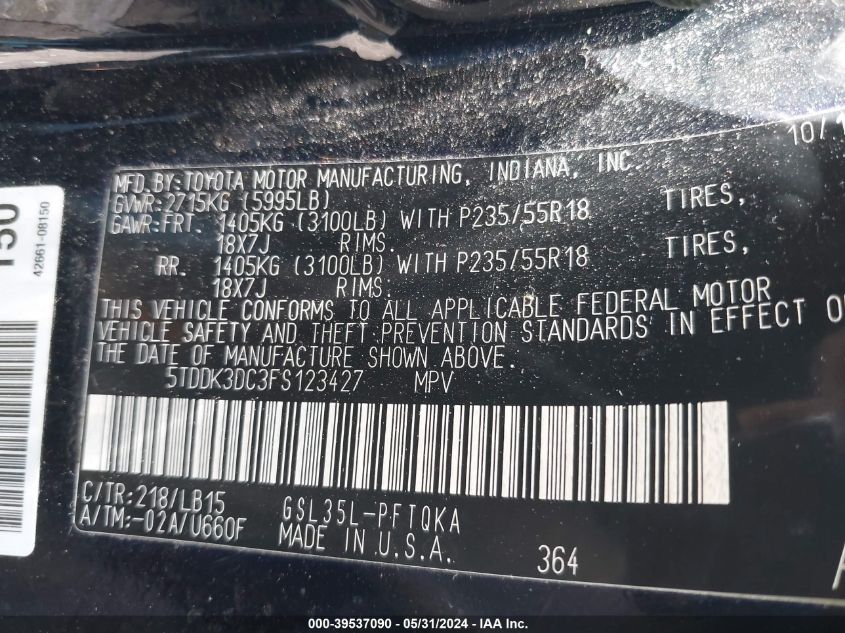 10/1
MFD.BY:TOYOTA MOTOR MANUFACTURING, INDIANA, INC.
GVWR:2715KG (5995LB)
GAWR:FRT. 1405KG (3100LB) WITH P235/55R18 TIRES,
18X7J RIMS.
RR. 1405KG (3100LB) WITH P235/55R18 TIRES,
18X7J RIMS.
THIS VEHICLE CONFORMS TO ALL APPLICABLE FEDERAL MOTOR
VEHICLE SAFETY AND THEFT PREVENTION STANDARDS IN EFFECT O
THE DATE OF MANUFACTURE SHOWN ABOVE.
5TDDK3DC3FS123427 MPV
C/TR:218/LB15 GSL35L-PFTQKA
A/TM:-02A/U660F MADE IN U.S.A. 364
42661-08150
000-39537090 - 05/31/2024 - IAA Inc.